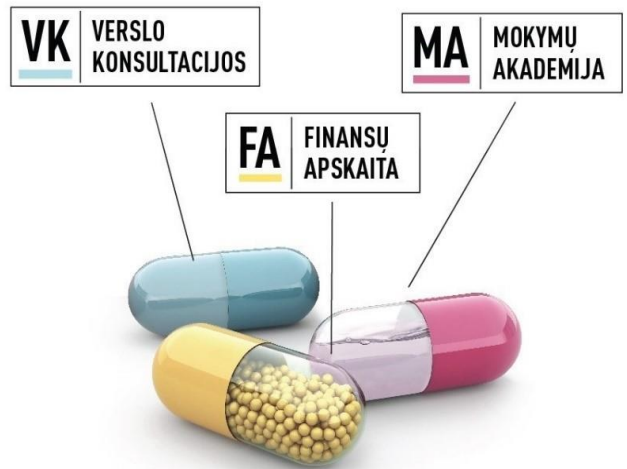 VK
VERSLO
KONSULTACIJOS
MA
MOKYMŲ
AKADEMIJA
FA
FINANSŲ
APSKAITA